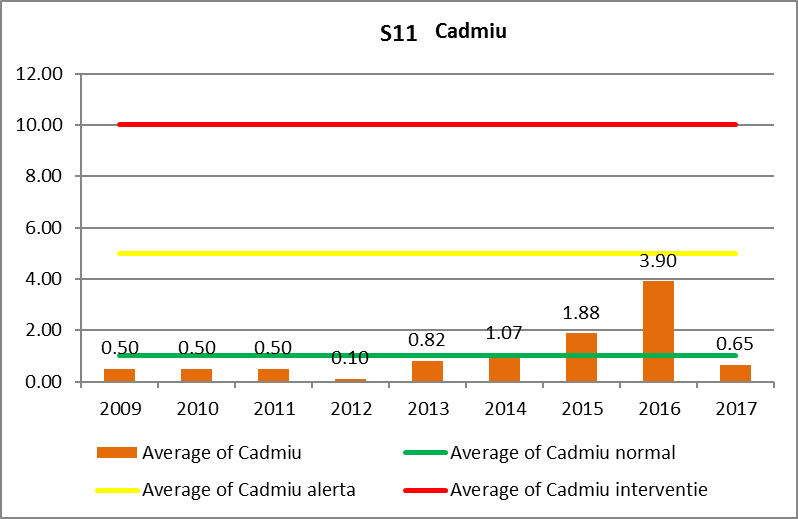 S11 Cadmiu
12.00
10.00
8.00
6.00
4.00
2.00
0.00
0.50 0.50 0.50 0.10 0.82 1.07 1.88 3.90 0.65
2009 2010 2011 2012 2013 2014 2015 2016 2017
Average of Cadmiu Average of Cadmiu normal
Average of Cadmiu alerta Average of Cadmiu interventie